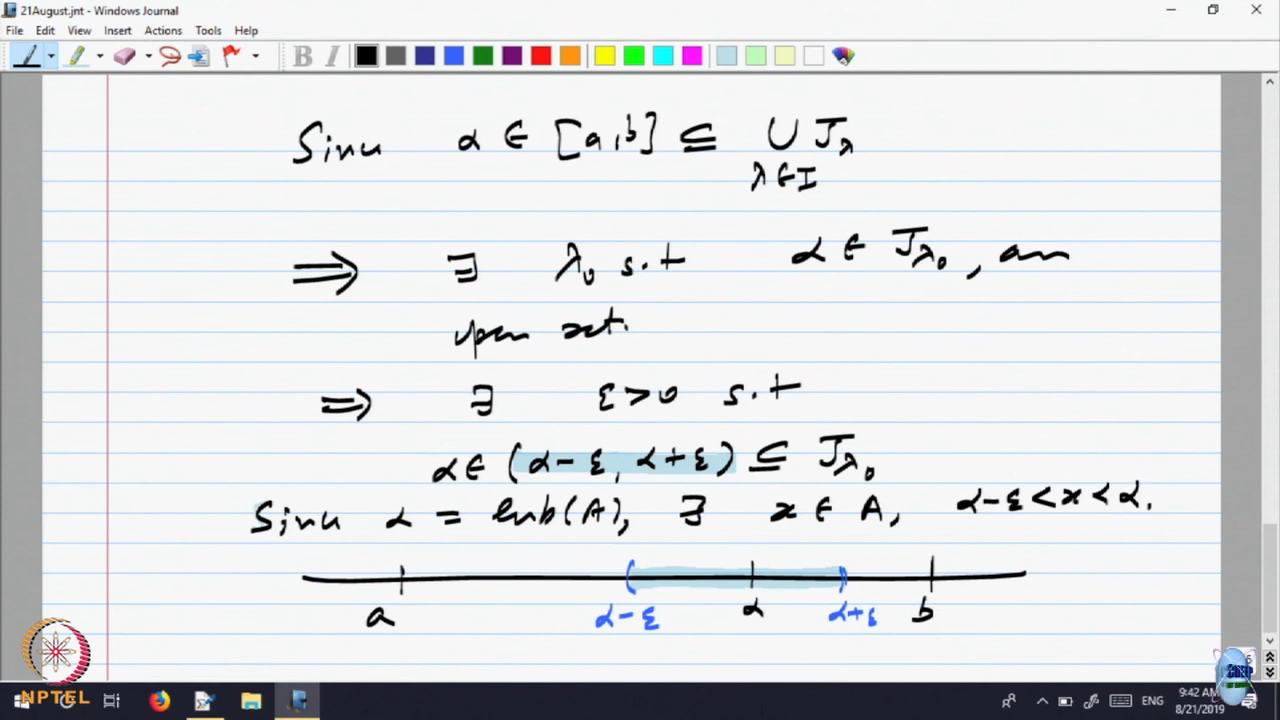 21August.jnt - Windows Journal
File Edit View Insert Actions Tools Help
B I
Since α ∈ [a,b] ⊆ ∪ J_λ
λ∈I
⟹ ∃ λ₀ s.t α ∈ J_λ₀, an
open set.
⟹ ∃ ε>0 s.t
α∈ (α-ε, α+ε) ⊆ J_λ₀
Since α = lub(A), ∃ x ∈ A, α-ε<x<α.
a α-ε α α+ε b
NPTEL
ENG
9:42 AM
8/21/2019